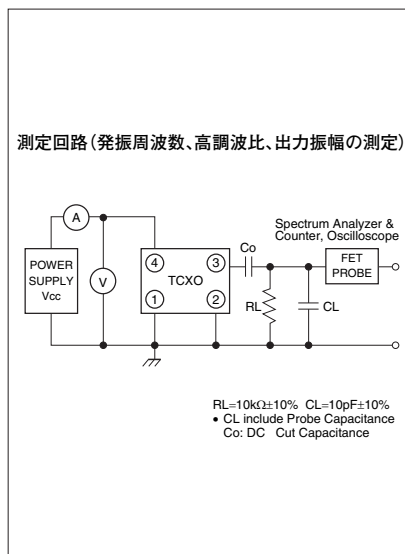 測定回路(発振周波数、高調波比、出力振幅の測定)
Spectrum Analyzer &
Counter, Oscilloscope
A
Co
POWER
SUPPLY
Vcc
V
4
3
TCXO
1
2
FET
PROBE
RL
CL
RL=10kΩ±10% CL=10pF±10%
• CL include Probe Capacitance
Co: DC Cut Capacitance